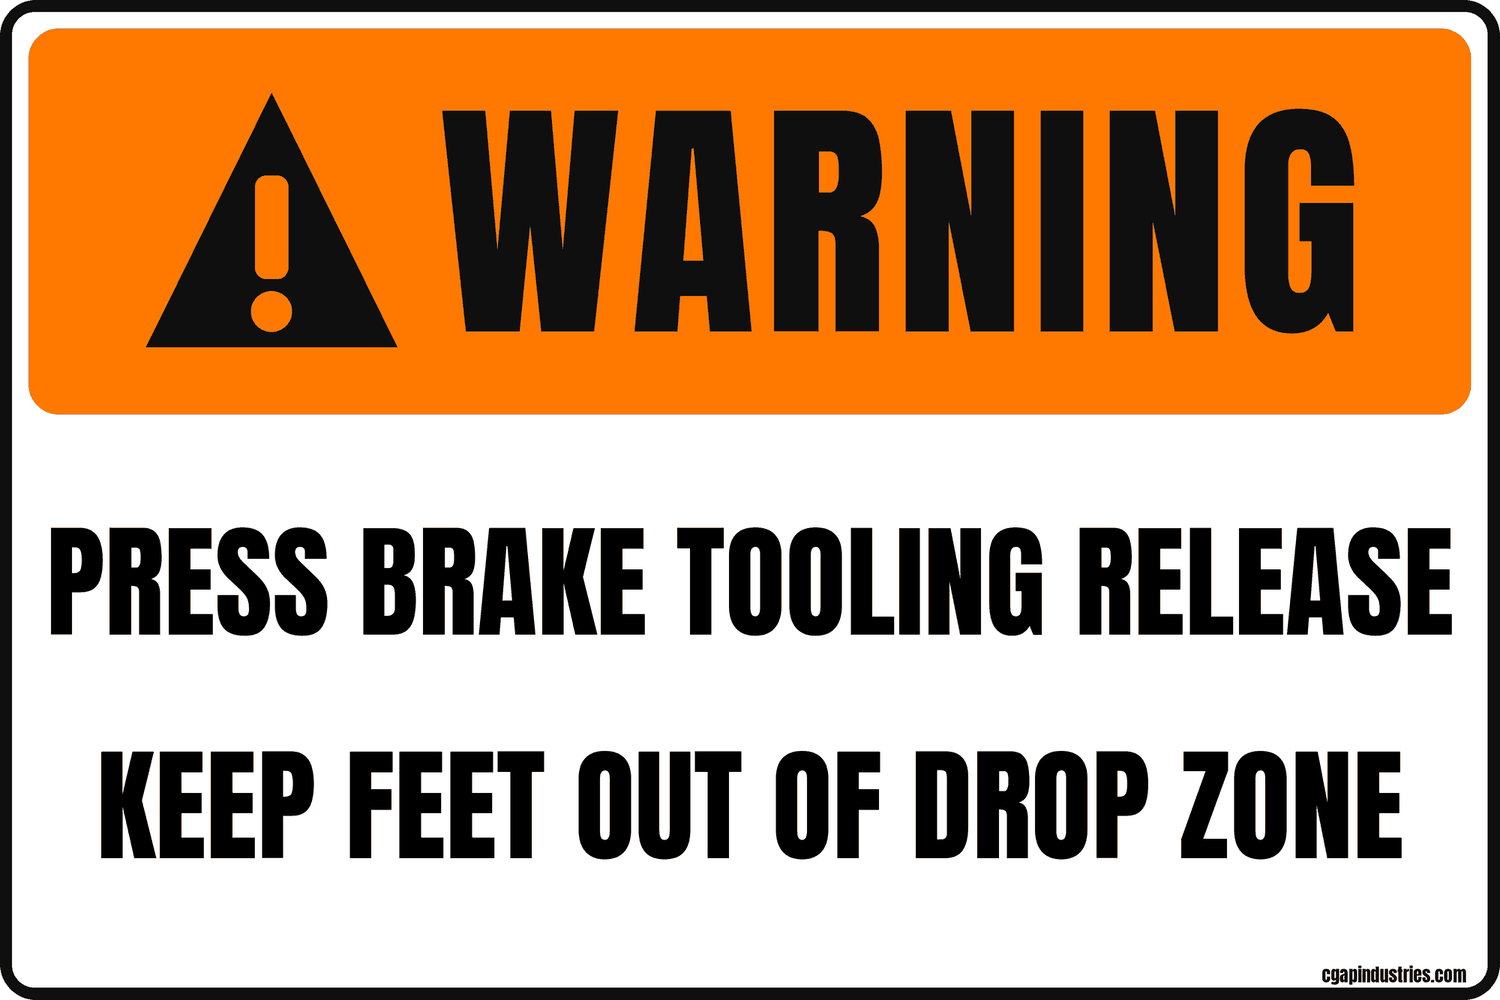 WARNING
PRESS BRAKE TOOLING RELEASE
KEEP FEET OUT OF DROP ZONE
cgapindustries.com